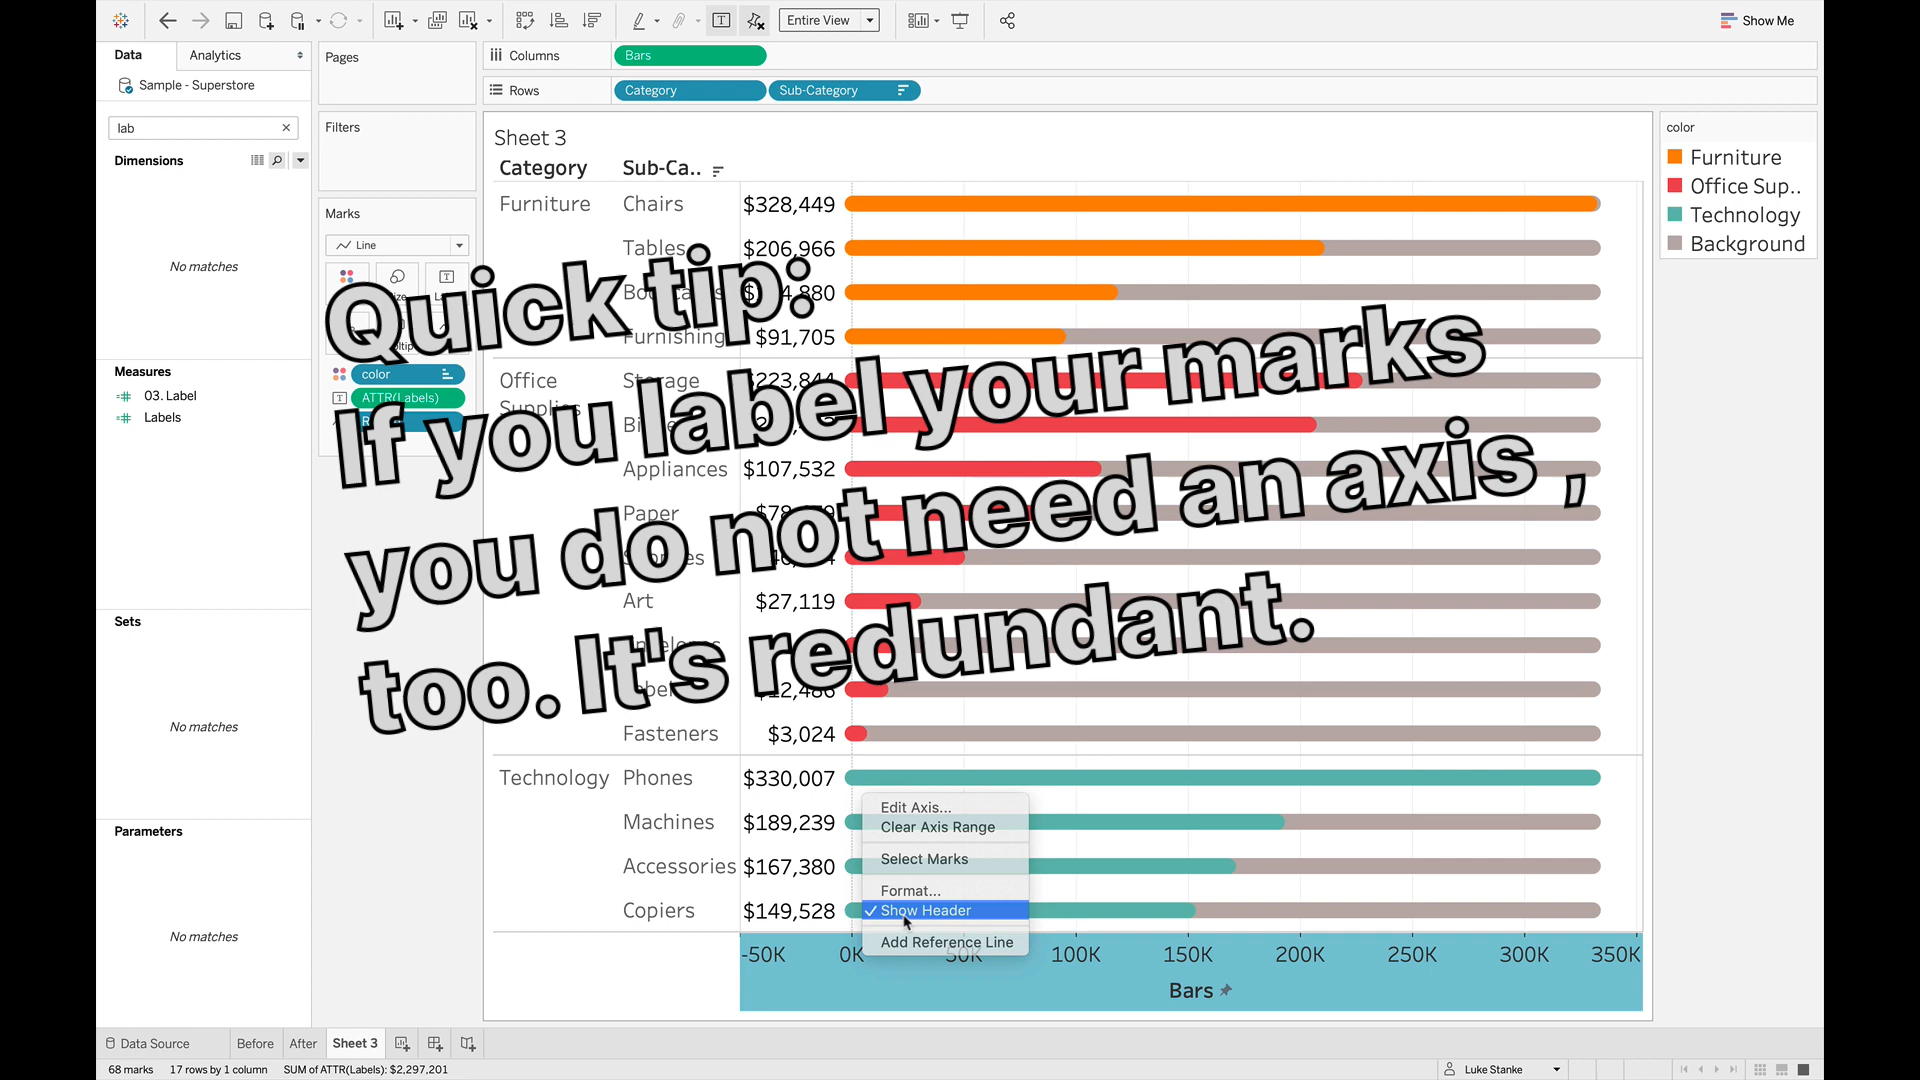 Entire View
Show Me
Data
Analytics
Pages
Columns
Bars
Sample - Superstore
Rows
Category
Sub-Category
lab
Filters
color
Dimensions
Sheet 3
Furniture
Category
Sub-Ca..
Office Sup..
Technology
Background
Furniture
Chairs
$328,449
Marks
Line
Tables
$206,966
No matches
Quick tip:
If you label your marks
you do not need an axis ,
too. It's redundant.
$91,705
Measures
color
Office
Storage
03. Label
ATTR(Labels)
Labels
Appliances
$107,532
Paper
Art
$27,119
Sets
$12,486
No matches
Fasteners
$3,024
Technology
Phones
$330,007
Edit Axis...
Parameters
Machines
$189,239
Clear Axis Range
Select Marks
Accessories
$167,380
Format...
Copiers
$149,528
Show Header
No matches
Add Reference Line
-50K
0K
50K
100K
150K
200K
250K
300K
350K
Bars
Data Source
Before
After
Sheet 3
68 marks
17 rows by 1 column
SUM of ATTR(Labels): $2,297,201
Luke Stanke